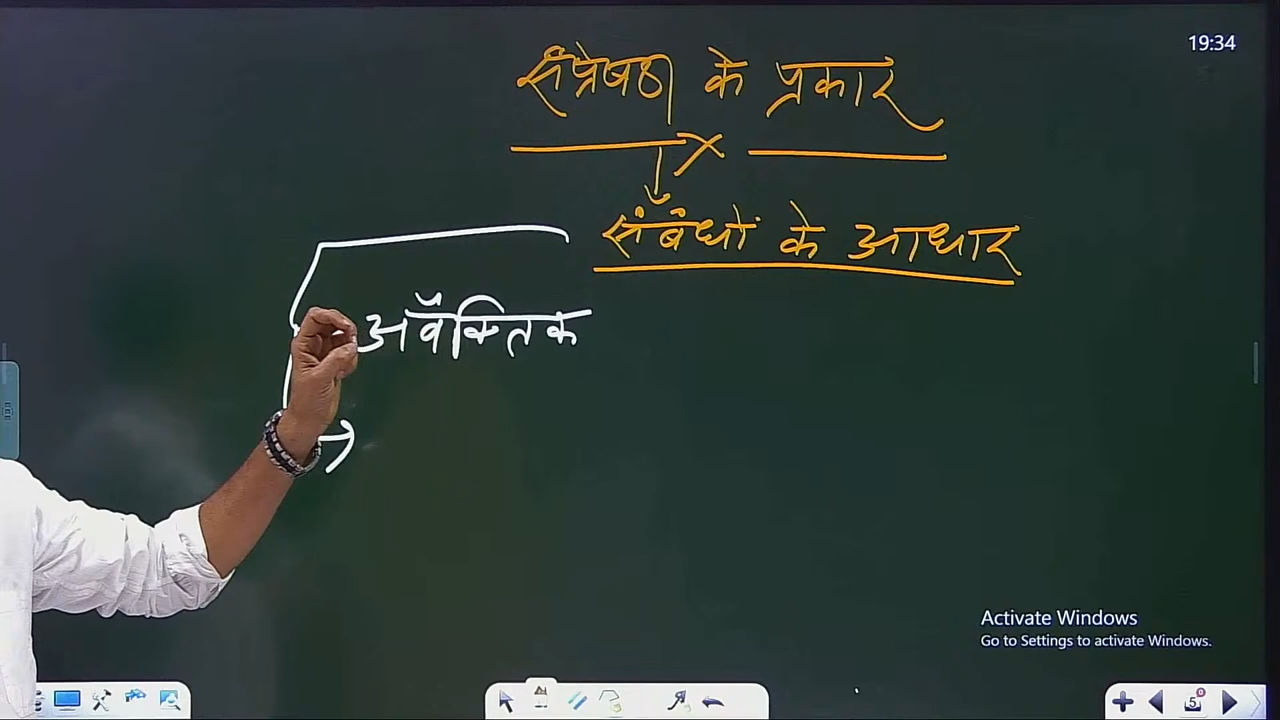 19:34
संप्रेषण के प्रकार
संबंधों के आधार
अवैक्तिक
Activate Windows
Go to Settings to activate Windows.